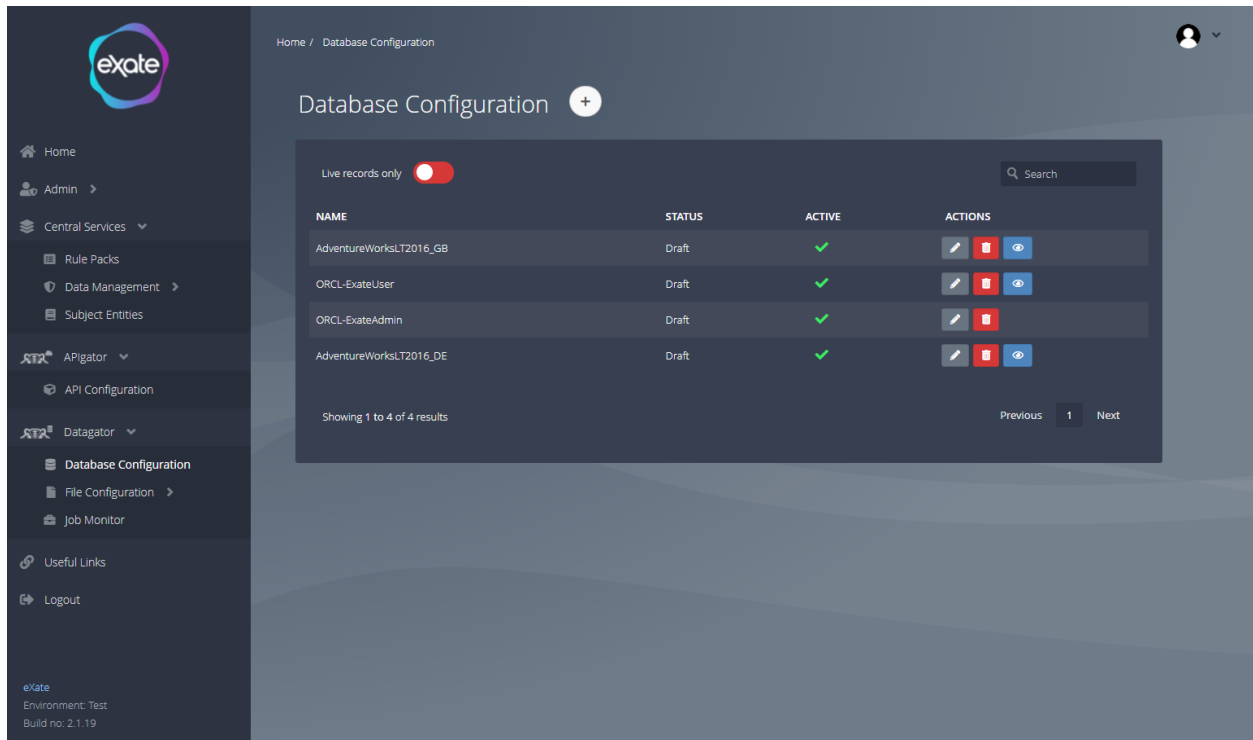 eXate
Home
Admin
Central Services
Rule Packs
Data Management
Subject Entities
APIgator
API Configuration
Datagator
Database Configuration
File Configuration
Job Monitor
Useful Links
Logout
eXate
Environment: Test
Build no: 2.1.19
Home / Database Configuration
Database Configuration +
Live records only Search
NAME STATUS ACTIVE ACTIONS
AdventureWorksLT2016_GB Draft
ORCL-ExateUser Draft
ORCL-ExateAdmin Draft
AdventureWorksLT2016_DE Draft
Showing 1 to 4 of 4 results Previous 1 Next